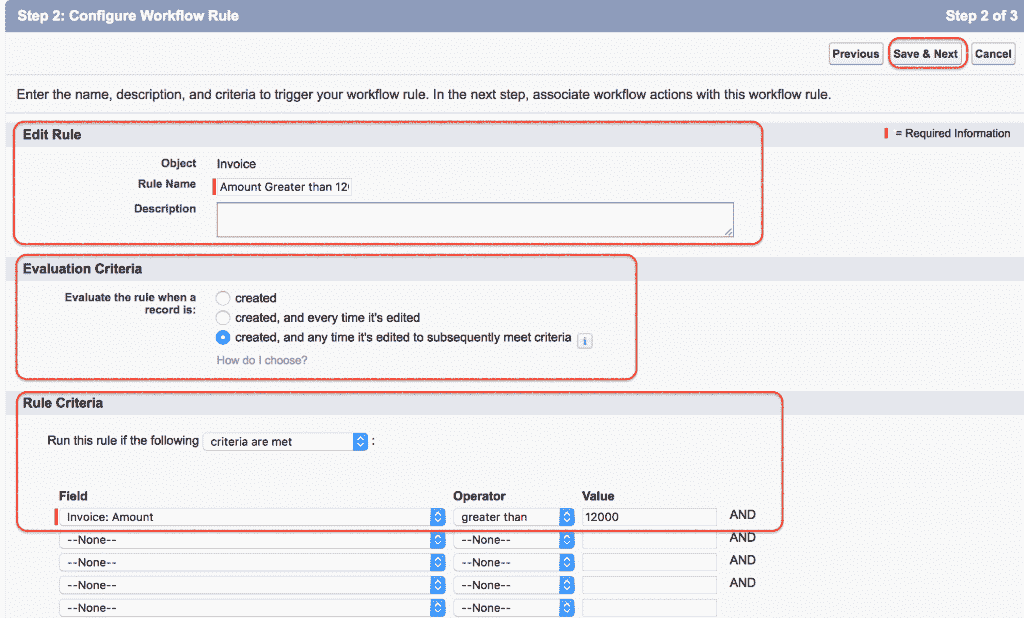 Step 2: Configure Workflow Rule Step 2 of 3
Previous Save & Next Cancel
Enter the name, description, and criteria to trigger your workflow rule. In the next step, associate workflow actions with this workflow rule.
Edit Rule = Required Information
Object Invoice
Rule Name Amount Greater than 12
Description
Evaluation Criteria
Evaluate the rule when a
record is:
created
created, and every time it's edited
created, and any time it's edited to subsequently meet criteria i
How do I choose?
Rule Criteria
Run this rule if the following criteria are met :
Field Operator Value
Invoice: Amount greater than 12000 AND
--None-- --None-- AND
--None-- --None-- AND
--None-- --None-- AND
--None-- --None--